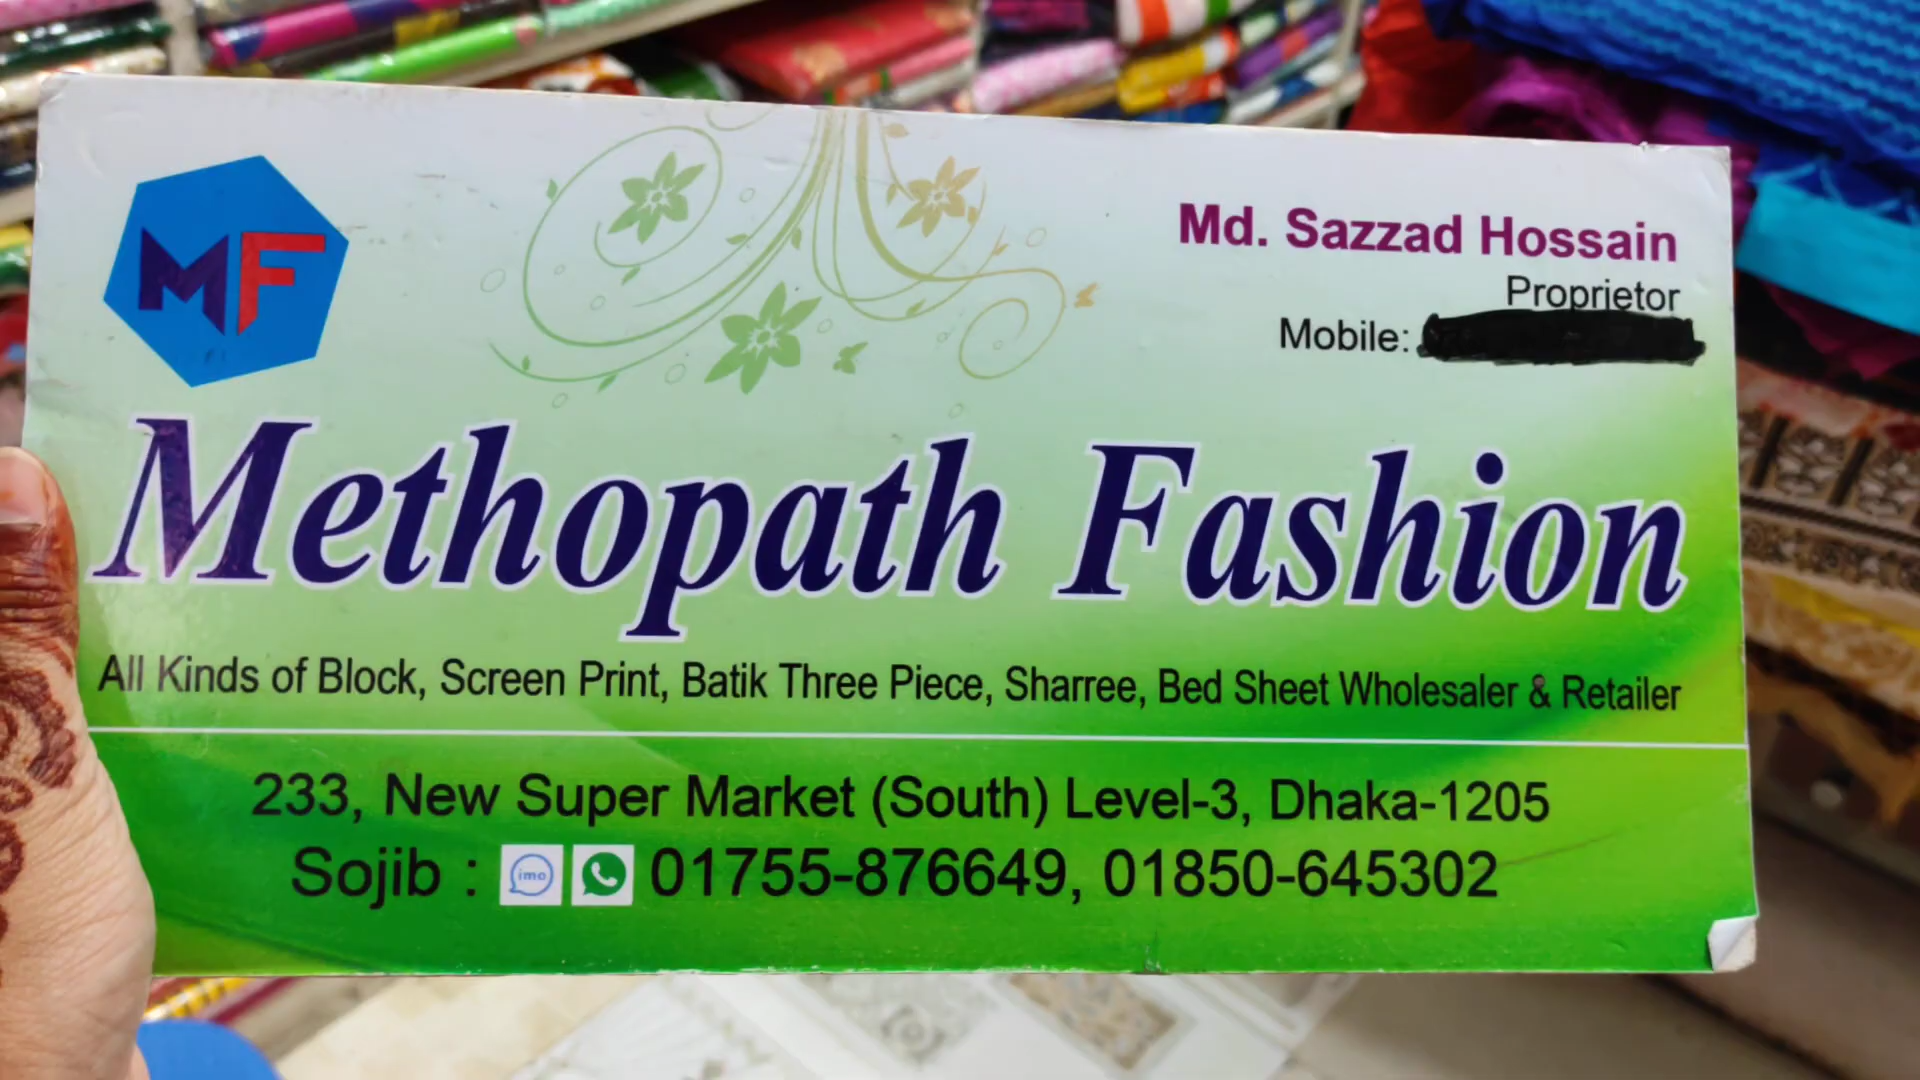 MF
Md. Sazzad Hossain
Proprietor
Mobile:
Methopath Fashion
All Kinds of Block, Screen Print, Batik Three Piece, Sharree, Bed Sheet Wholesaler & Retailer
233, New Super Market (South) Level-3, Dhaka-1205
Sojib : imo 01755-876649, 01850-645302